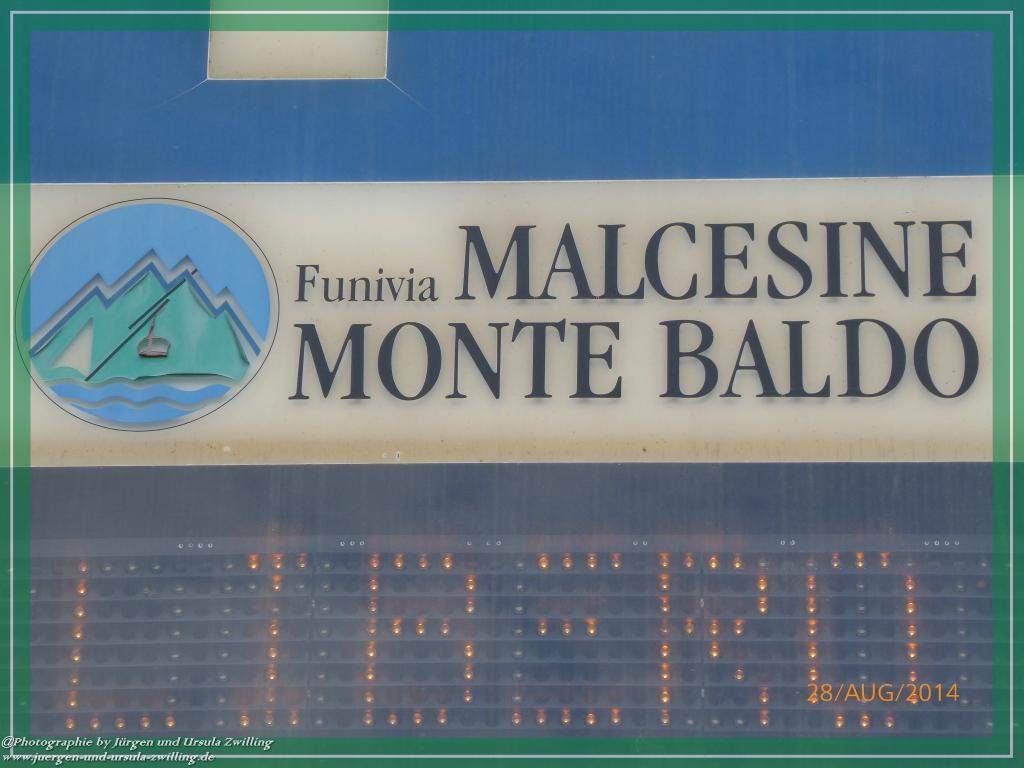 Funivia MALCESINE
MONTE BALDO
LIBERO
28/AUG/2014
@Photographie by Jürgen und Ursula Zwilling
www.juergen-und-ursula-zwilling.de